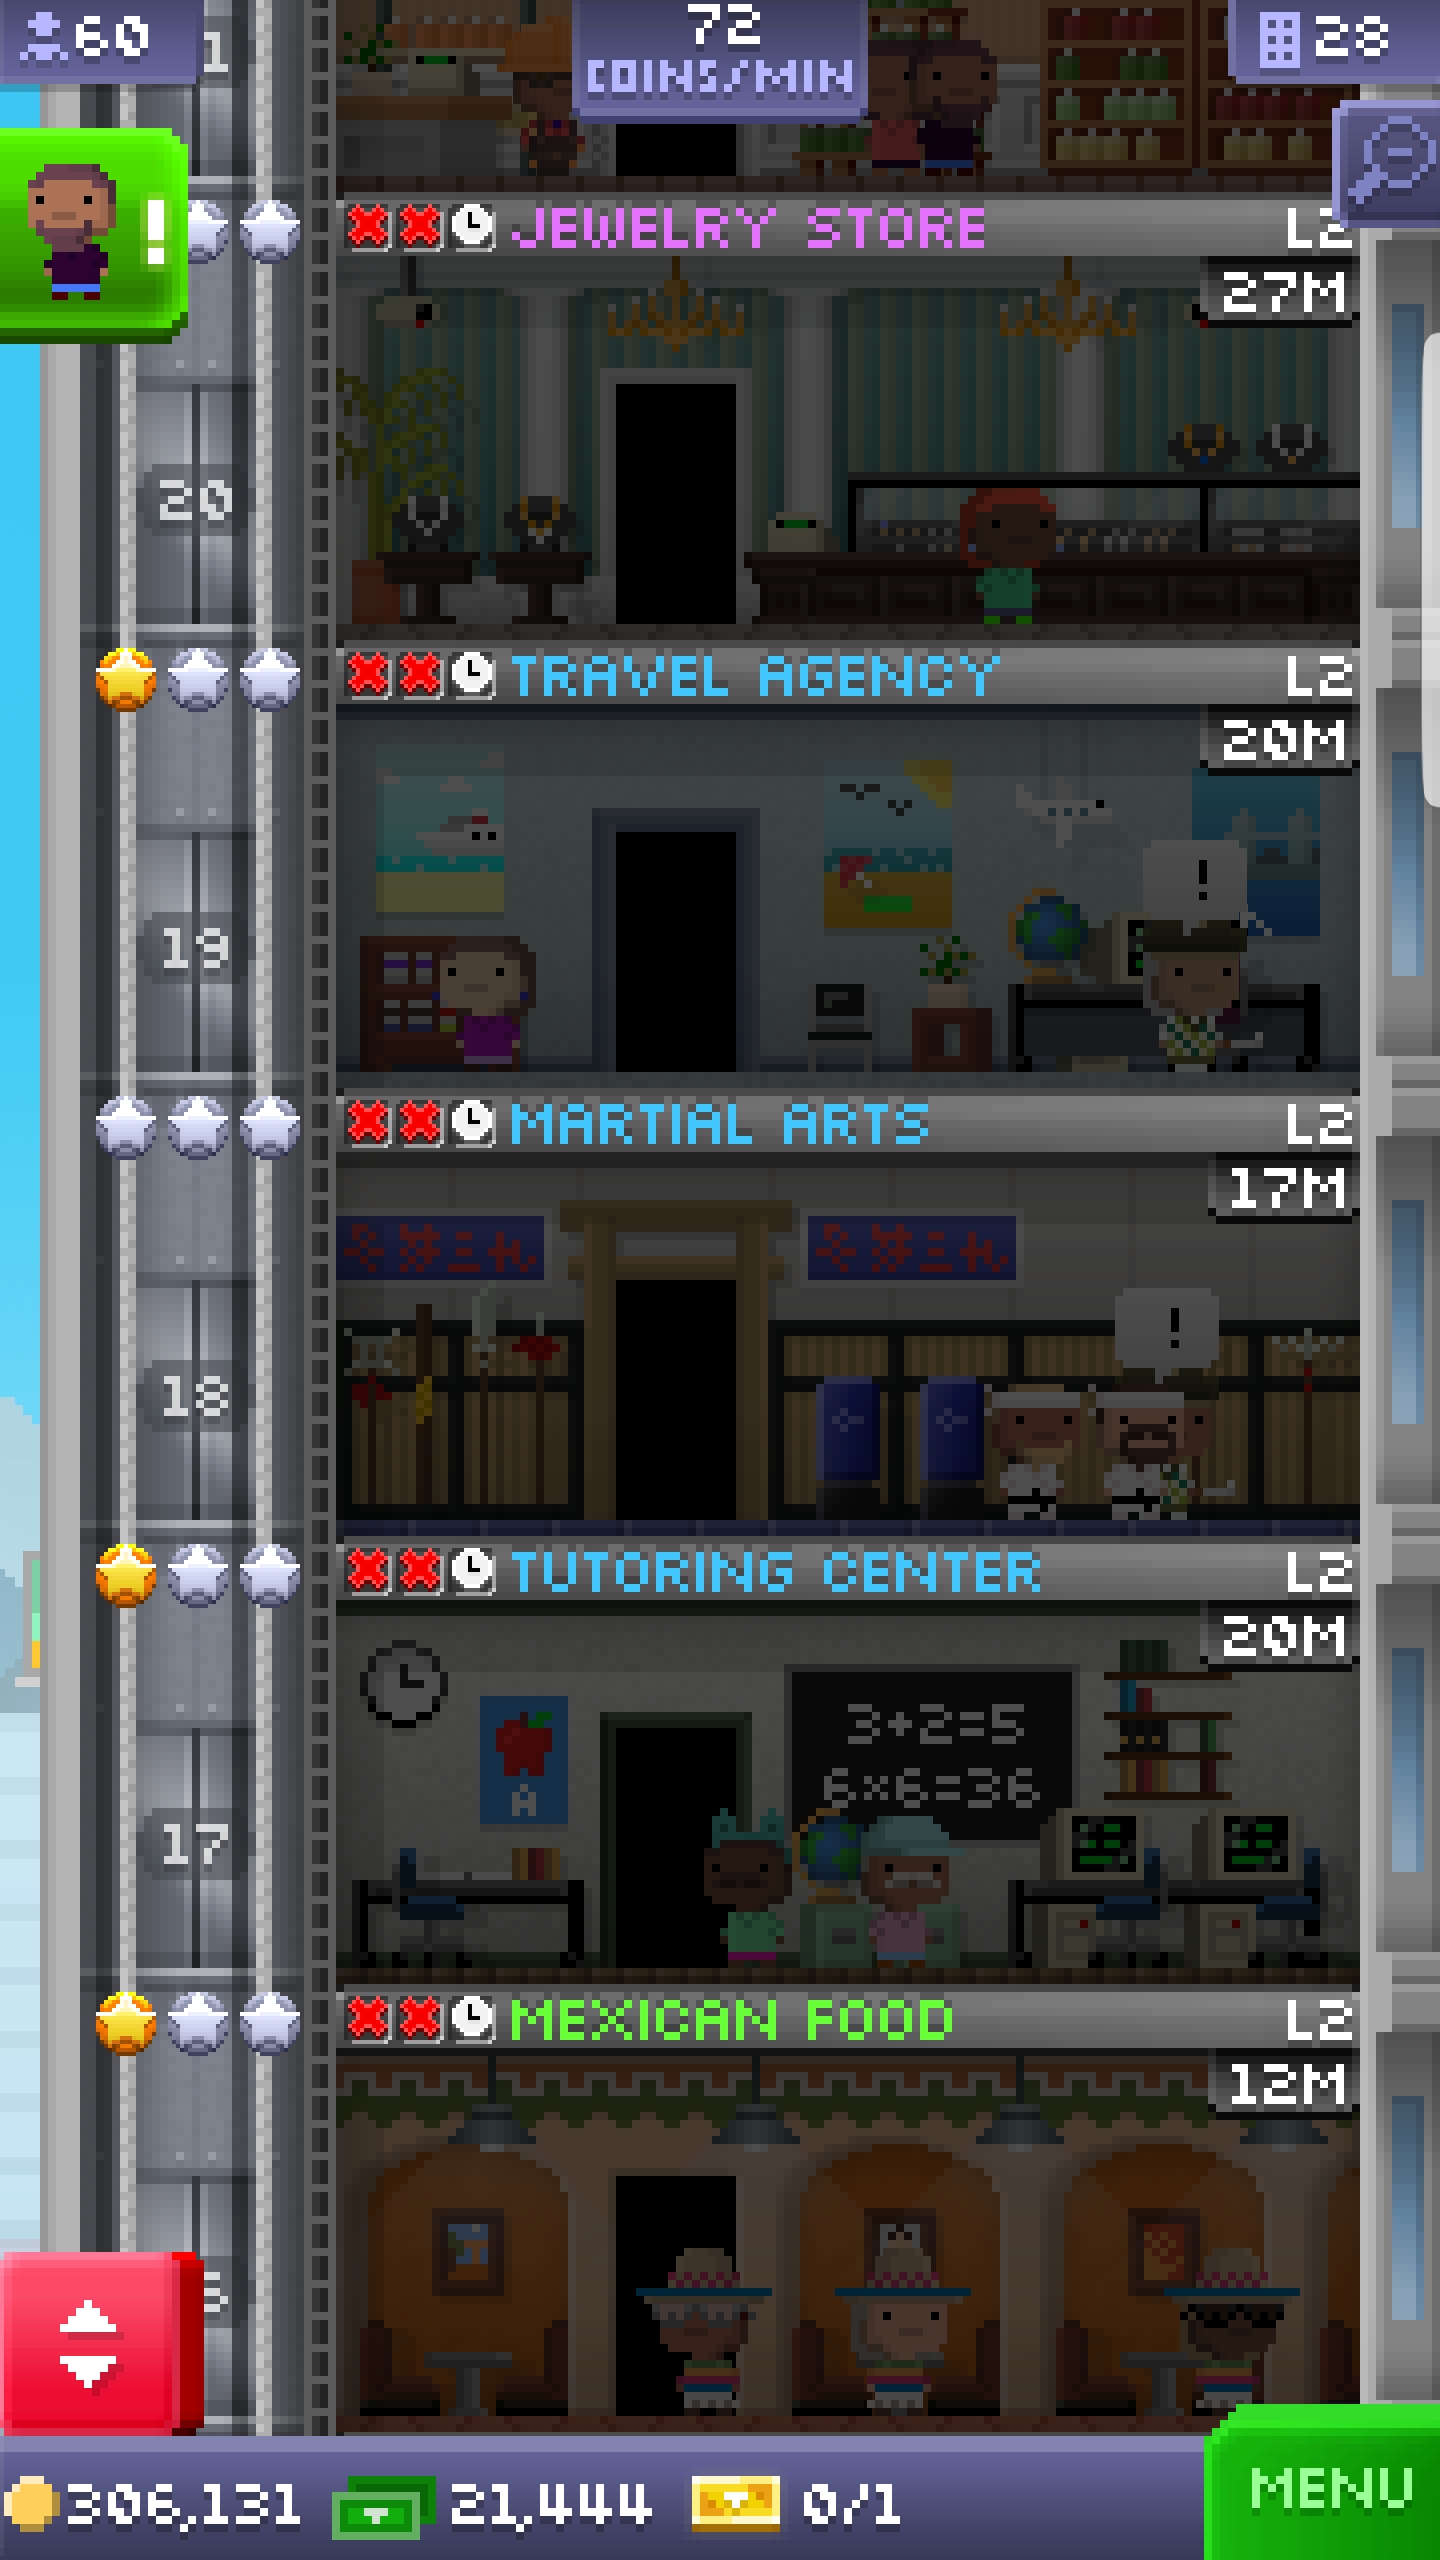 60
72
COINS/MIN
28
!
JEWELRY STORE
L2
27M
20
TRAVEL AGENCY
L2
20M
!
19
MARTIAL ARTS
L2
17M
!
18
TUTORING CENTER
L2
20M
3+2=5
6×6=36
A
17
MEXICAN FOOD
L2
12M
306,131
21,444
0/1
MENU